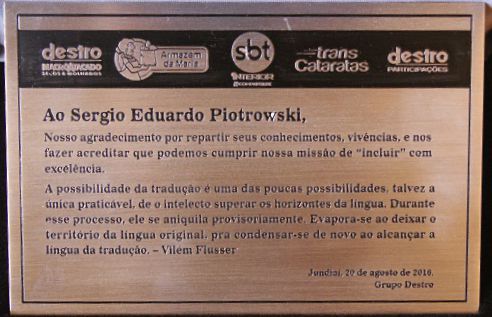 destro
MACROATACADO
SECOS & MOLHADOS
Armazém
da Maria
sbt
INTERIOR
trans
Cataratas
destro
PARTICIPAÇÕES
Ao Sergio Eduardo Piotrowski,
Nosso agradecimento por repartir seus conhecimentos, vivências, e nos
fazer acreditar que podemos cumprir nossa missão de “incluir” com
excelência.
A possibilidade da tradução é uma das poucas possibilidades, talvez a
única praticável, de o intelecto superar os horizontes da língua. Durante
esse processo, ele se aniquila provisoriamente. Evapora-se ao deixar o
território da língua original, pra condensar-se de novo ao alcançar a
língua da tradução. – Vilém Flusser
Jundiaí, 20 de agosto de 2016.
Grupo Destro